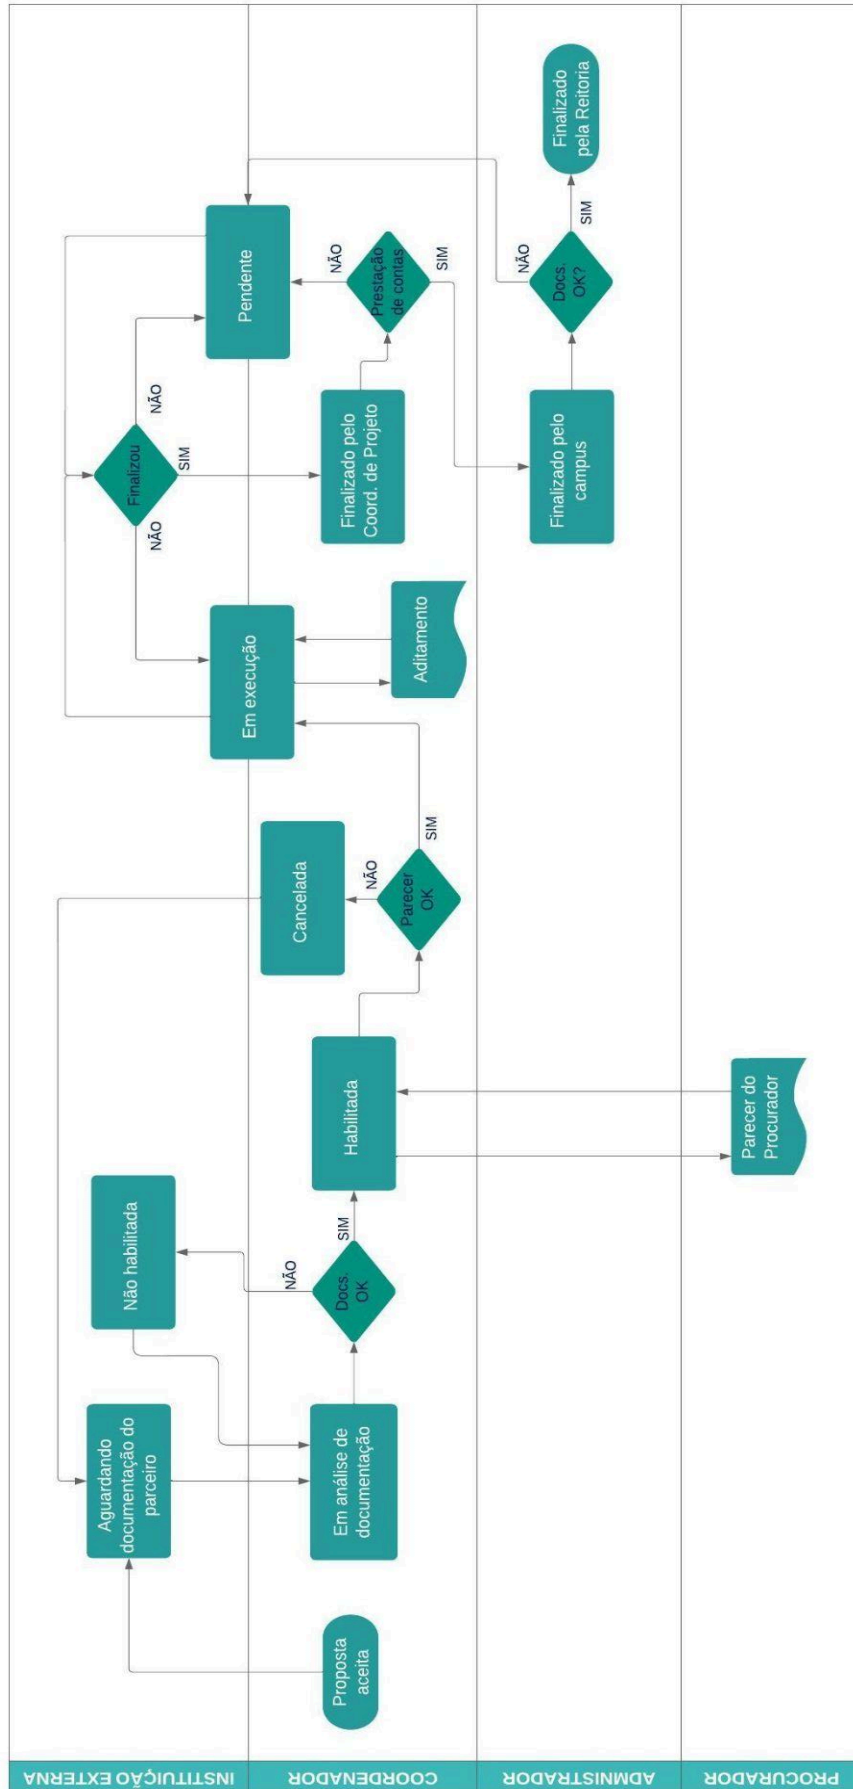 INSTITUIÇÃO EXTERNA
COORDENADOR
ADMNISTRADOR
PROCURADOR
Proposta
aceita
Aguardando
documentação do
parceiro
Em análise de
documentação
Não habilitada
Docs.
OK
NÃO
SIM
Habilitada
Parecer do
Procurador
Parecer
OK
NÃO
SIM
Cancelada
Em execução
Aditamento
Finalizou
NÃO
NÃO
SIM
Pendente
Finalizado pelo
Coord. de Projeto
Prestação
de contas
NÃO
SIM
Finalizado pelo
campus
Docs.
OK?
NÃO
SIM
Finalizado
pela Reitoria